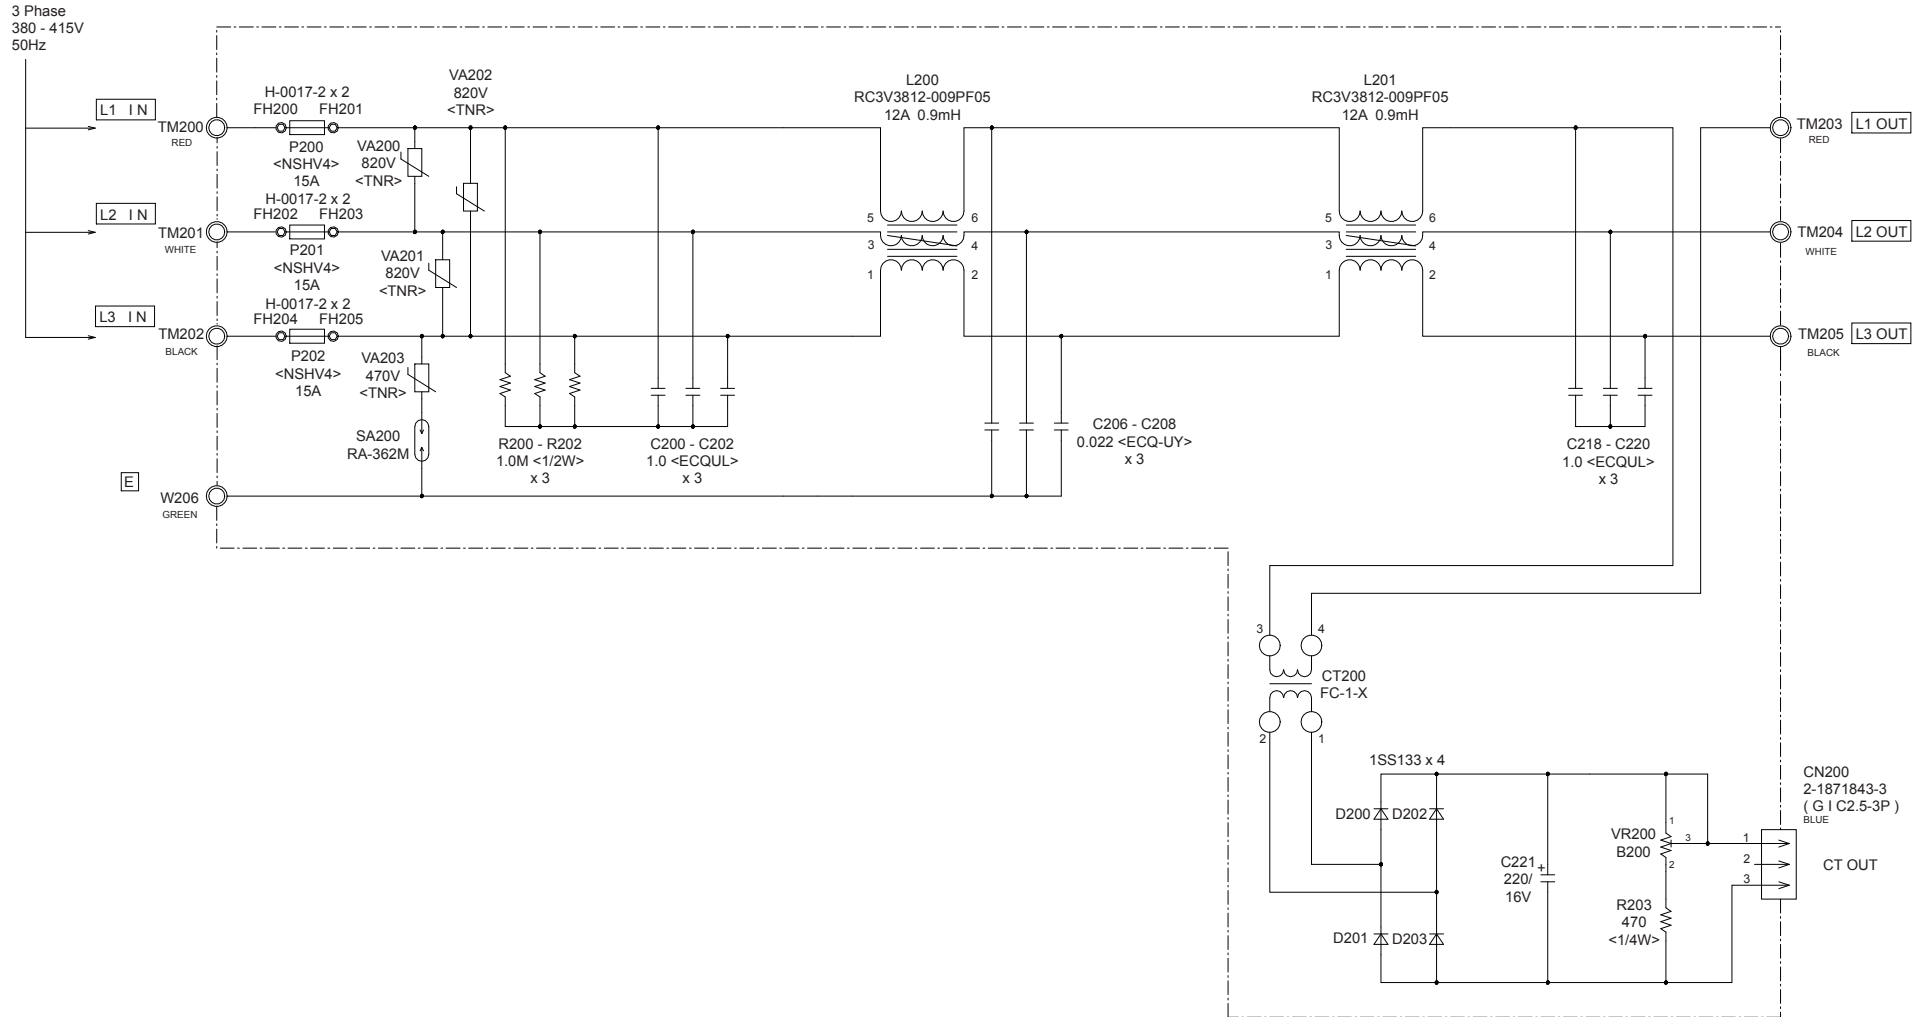 3 Phase
380 - 415V
50Hz
L1 IN
TM200
RED
H-0017-2 x 2
FH200 FH201
P200
<NSHV4>
15A
VA200
820V
<TNR>
VA202
820V
<TNR>
L2 IN
TM201
WHITE
H-0017-2 x 2
FH202 FH203
P201
<NSHV4>
15A
VA201
820V
<TNR>
L3 IN
TM202
BLACK
H-0017-2 x 2
FH204 FH205
P202
<NSHV4>
15A
VA203
470V
<TNR>
SA200
RA-362M
E
W206
GREEN
R200 - R202
1.0M <1/2W>
x 3
C200 - C202
1.0 <ECQUL>
x 3
L200
RC3V3812-009PF05
12A 0.9mH
5 6
3 4
1 2
C206 - C208
0.022 <ECQ-UY>
x 3
L201
RC3V3812-009PF05
12A 0.9mH
5 6
3 4
1 2
C218 - C220
1.0 <ECQUL>
x 3
TM203 L1 OUT
RED
TM204 L2 OUT
WHITE
TM205 L3 OUT
BLACK
3 4
CT200
FC-1-X
2 1
1SS133 x 4
D200 D202
D201 D203
C221 +
220/
16V
VR200
B200
1
3
2
R203
470
<1/4W>
1
2
3
CN200
2-1871843-3
( G I C2.5-3P )
BLUE
CT OUT